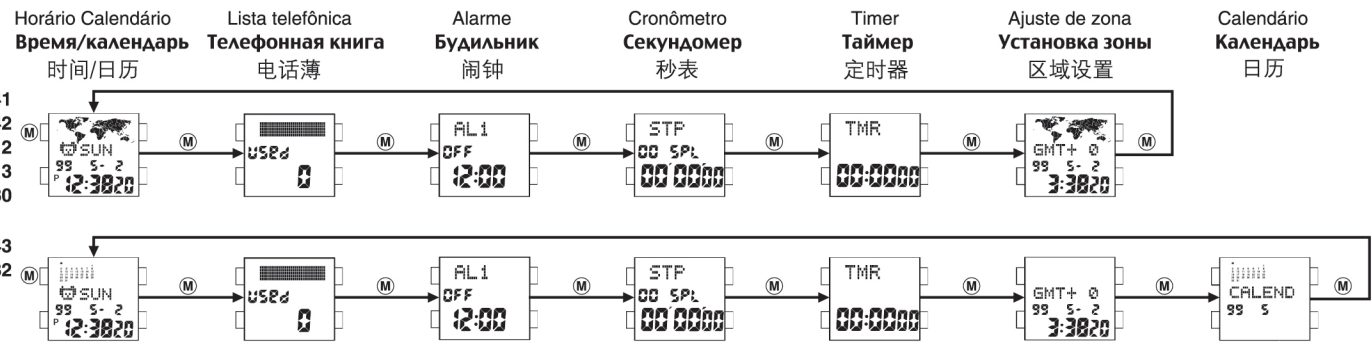 Horário Calendário Lista telefônica Alarme Cronômetro Timer Ajuste de zona Calendário
Время/календарь Телефонная книга Будильник Секундомер Таймер Установка зоны Календарь
时间/日历 电话薄 闹钟 秒表 定时器 区域设置 日历
M M M M M M M
SUN USEd AL1 STP TMR GMT+ 0
99 5- 2 OFF 00 SPL 99 5- 2
P 12:38 20 0 12:00 00'00 00 00:00 00 3:38 20
M M M M M M M M
SUN USEd AL1 STP TMR GMT+ 0 CALEND
99 5- 2 OFF 00 SPL 99 5- 2 99 5
P 12:38 20 0 12:00 00'00 00 00:00 00 3:38 20